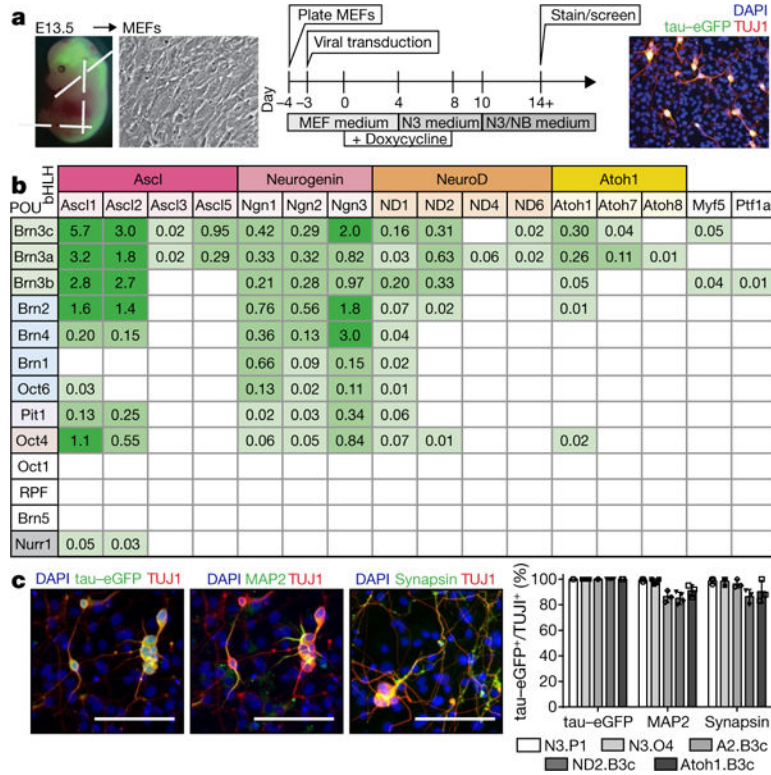 a
E13.5 → MEFs
Plate MEFs
Viral transduction
Stain/screen
Day
−4 −3 0 4 8 10 14+
MEF medium N3 medium N3/NB medium
+ Doxycycline
DAPI
tau–eGFP TUJ1
b
bHLH Ascl Neurogenin NeuroD Atoh1
POU Ascl1 Ascl2 Ascl3 Ascl5 Ngn1 Ngn2 Ngn3 ND1 ND2 ND4 ND6 Atoh1 Atoh7 Atoh8 Myf5 Ptf1a
Brn3c 5.7 3.0 0.02 0.95 0.42 0.29 2.0 0.16 0.31 0.02 0.30 0.04 0.05
Brn3a 3.2 1.8 0.02 0.29 0.33 0.32 0.82 0.03 0.63 0.06 0.02 0.26 0.11 0.01
Brn3b 2.8 2.7 0.21 0.28 0.97 0.20 0.33 0.05 0.04 0.01
Brn2 1.6 1.4 0.76 0.56 1.8 0.07 0.02 0.01
Brn4 0.20 0.15 0.36 0.13 3.0 0.04
Brn1 0.66 0.09 0.15 0.02
Oct6 0.03 0.13 0.02 0.11 0.01
Pit1 0.13 0.25 0.02 0.03 0.34 0.06
Oct4 1.1 0.55 0.06 0.05 0.84 0.07 0.01 0.02
Oct1
RPF
Brn5
Nurr1 0.05 0.03
c
DAPI tau–eGFP TUJ1
DAPI MAP2 TUJ1
DAPI Synapsin TUJ1
tau–eGFP⁺/TUJ1⁺ (%)
100
80
60
40
20
0
tau–eGFP MAP2 Synapsin
N3.P1 N3.O4 A2.B3c
ND2.B3c Atoh1.B3c